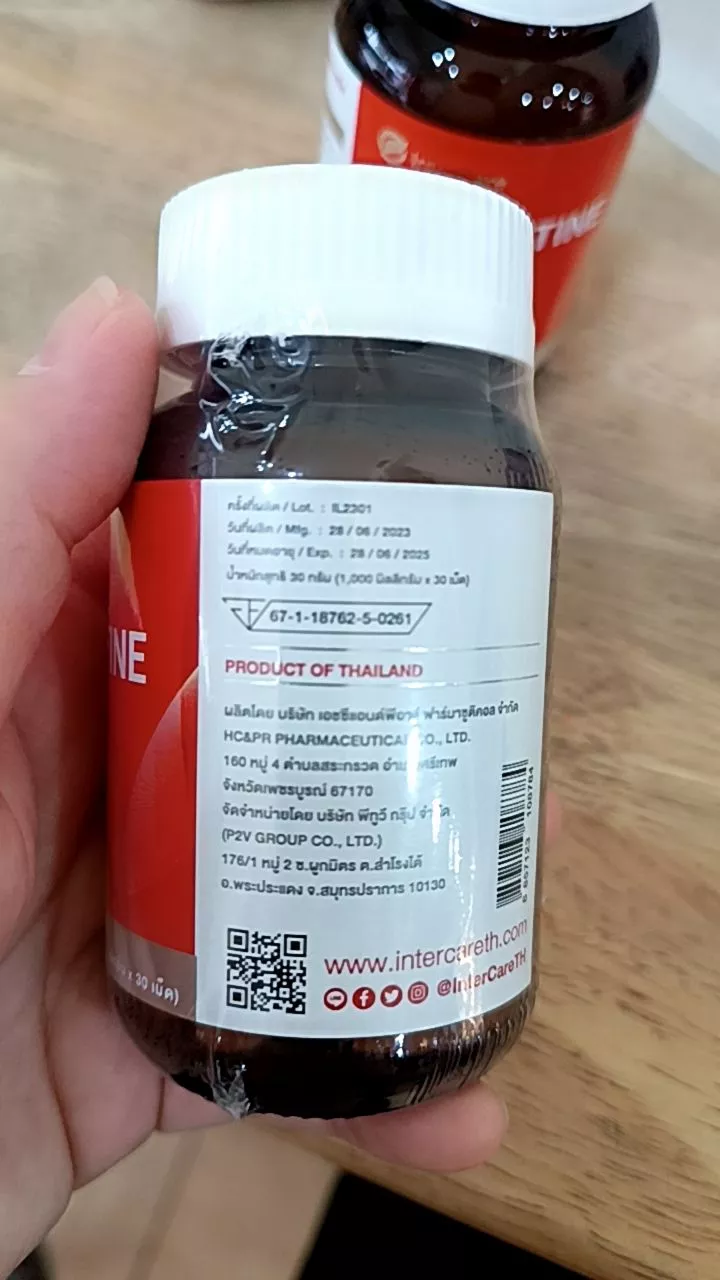 TINE
INE
ครั้งที่ผลิต / Lot. : IL2301
วันที่ผลิต / Mfg. : 28 / 06 / 2023
วันที่หมดอายุ / Exp. : 28 / 06 / 2025
น้ำหนักสุทธิ 30 กรัม (1,000 มิลลิกรัม x 30 เม็ด)
67-1-18762-5-0261
PRODUCT OF THAILAND
ผลิตโดย บริษัท เอชซีแอนด์พีอาร์ ฟาร์มาซูติคอล จำกัด
HC&PR PHARMACEUTICAL CO., LTD.
160 หมู่ 4 ตำบลสระกรวด อำเภอศรีเทพ
จังหวัดเพชรบูรณ์ 67170
จัดจำหน่ายโดย บริษัท พีทูวี กรุ๊ป จำกัด
(P2V GROUP CO., LTD.)
176/1 หมู่ 2 ซ.ผูกมิตร ต.สำโรงใต้
อ.พระประแดง จ.สมุทรปราการ 10130
www.intercareth.com
@InterCareTH
x 30 เม็ด)